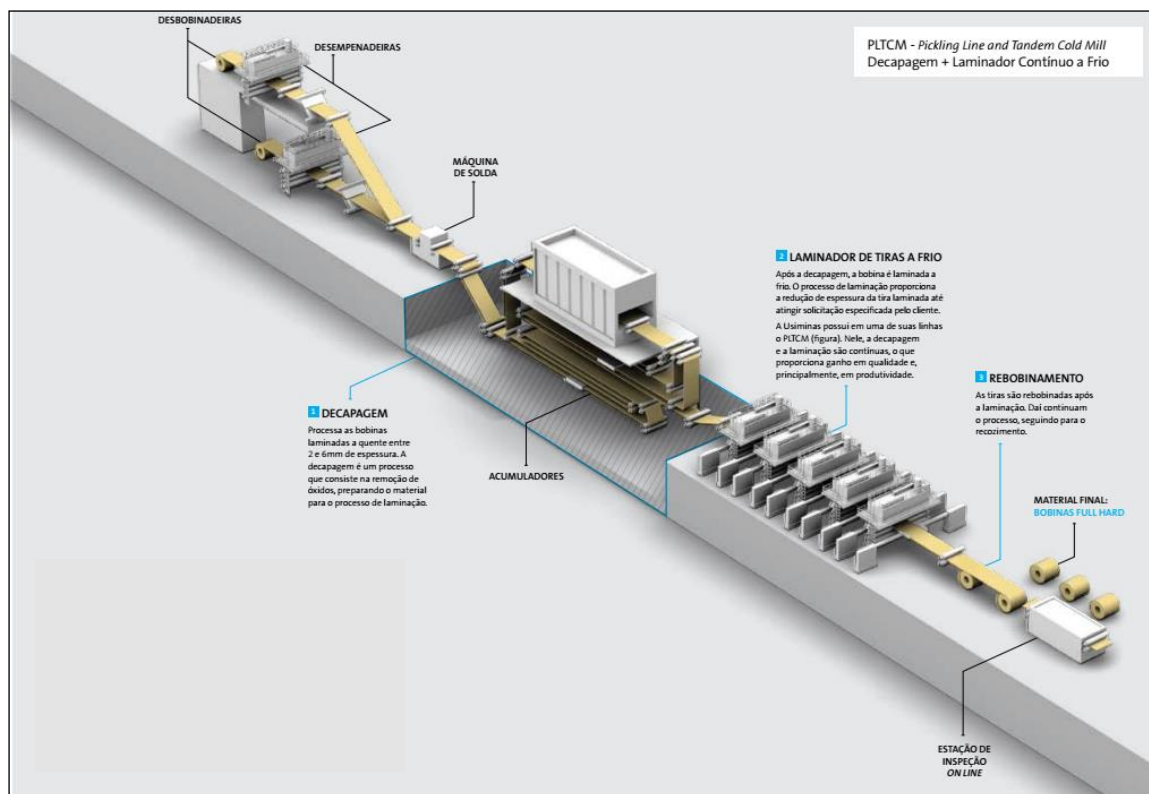 DESBOBINADEIRAS
DESEMPENADEIRAS
PLTCM - Pickling Line and Tandem Cold Mill
Decapagem + Laminador Contínuo a Frio
MÁQUINA
DE SOLDA
2 LAMINADOR DE TIRAS A FRIO
Após a decapagem, a bobina é laminada a
frio. O processo de laminação proporciona
a redução de espessura da tira laminada até
atingir solicitação especificada pelo cliente.
A Usiminas possui em uma de suas linhas
o PLTCM (figura). Nele, a decapagem
e a laminação são contínuas, o que
proporciona ganho em qualidade e,
principalmente, em produtividade.
3 REBOBINAMENTO
As tiras são rebobinadas após
a laminação. Daí continuam
o processo, seguindo para o
recozimento.
1 DECAPAGEM
Processa as bobinas
laminadas a quente entre
2 e 6mm de espessura. A
decapagem é um processo
que consiste na remoção de
óxidos, preparando o material
para o processo de laminação.
ACUMULADORES
MATERIAL FINAL:
BOBINAS FULL HARD
ESTAÇÃO DE
INSPEÇÃO
ON LINE